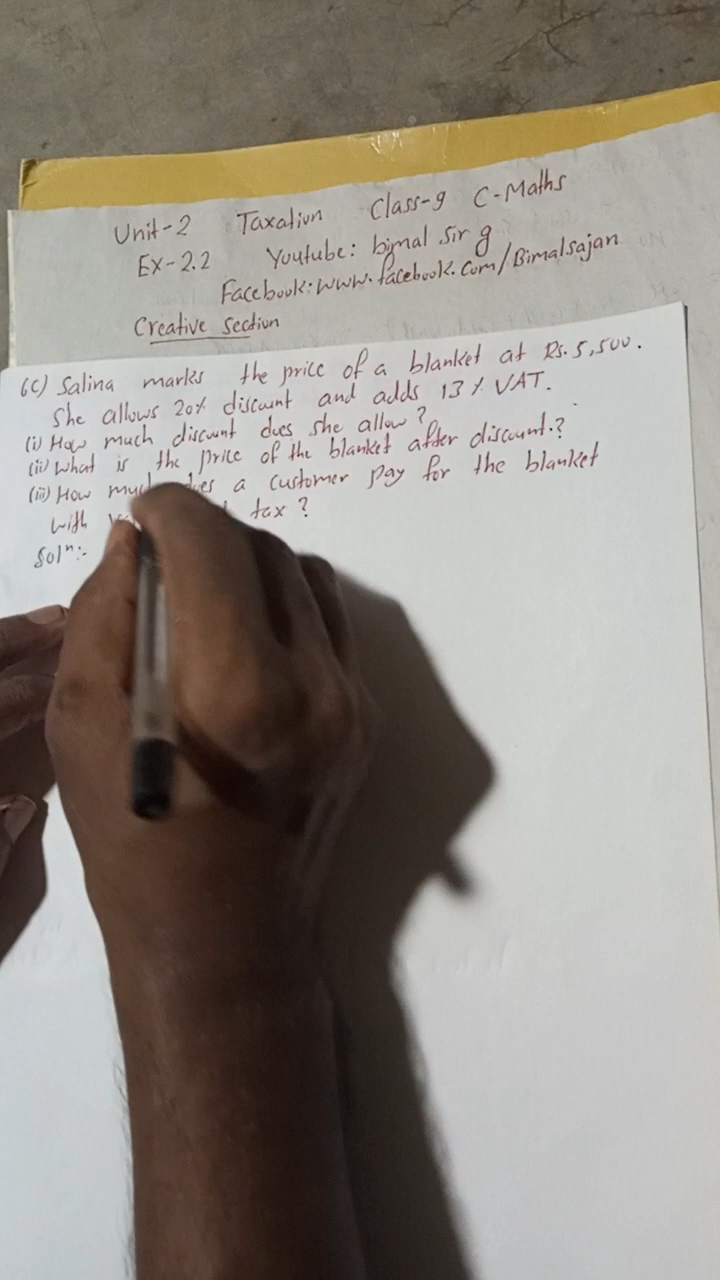 Unit-2 Taxation Class-9 C-Maths
Ex-2.2 Youtube: bimal sir g
Facebook: www.facebook.com/Bimalsajan
Creative section
6c) Salina marks the price of a blanket at Rs. 5,500.
She allows 20% discount and adds 13% VAT.
(i) How much discount does she allow?
(ii) What is the price of the blanket after discount.?
(iii) How much does a customer pay for the blanket
with tax?
Solⁿ:-